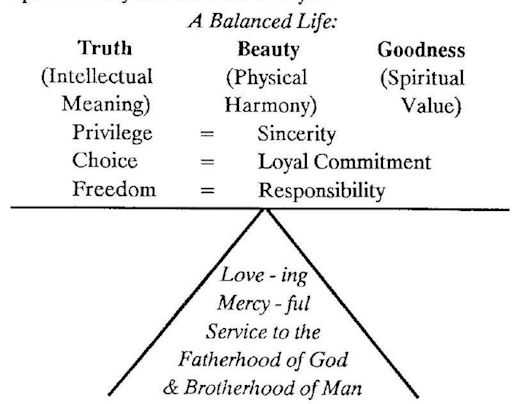 A Balanced Life:
Truth Beauty Goodness
(Intellectual (Physical (Spiritual
Meaning) Harmony) Value)
Privilege = Sincerity
Choice = Loyal Commitment
Freedom = Responsibility
Love - ing
Mercy - ful
Service to the
Fatherhood of God
& Brotherhood of Man